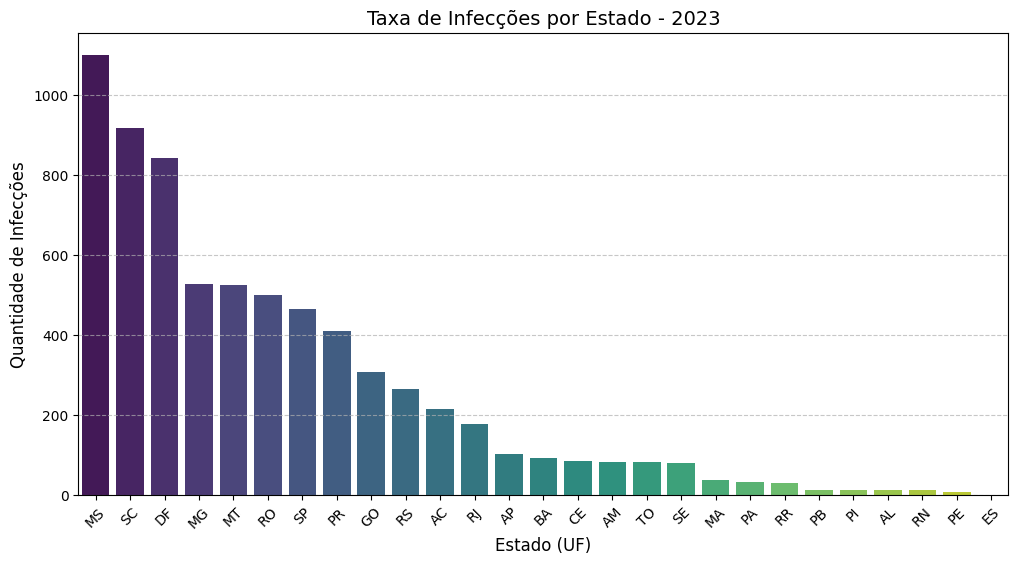 Taxa de Infecções por Estado - 2023
Quantidade de Infecções
1000
800
600
400
200
0
MS SC DF MG MT RO SP PR GO RS AC RJ AP BA CE AM TO SE MA PA RR PB PI AL RN PE ES
Estado (UF)